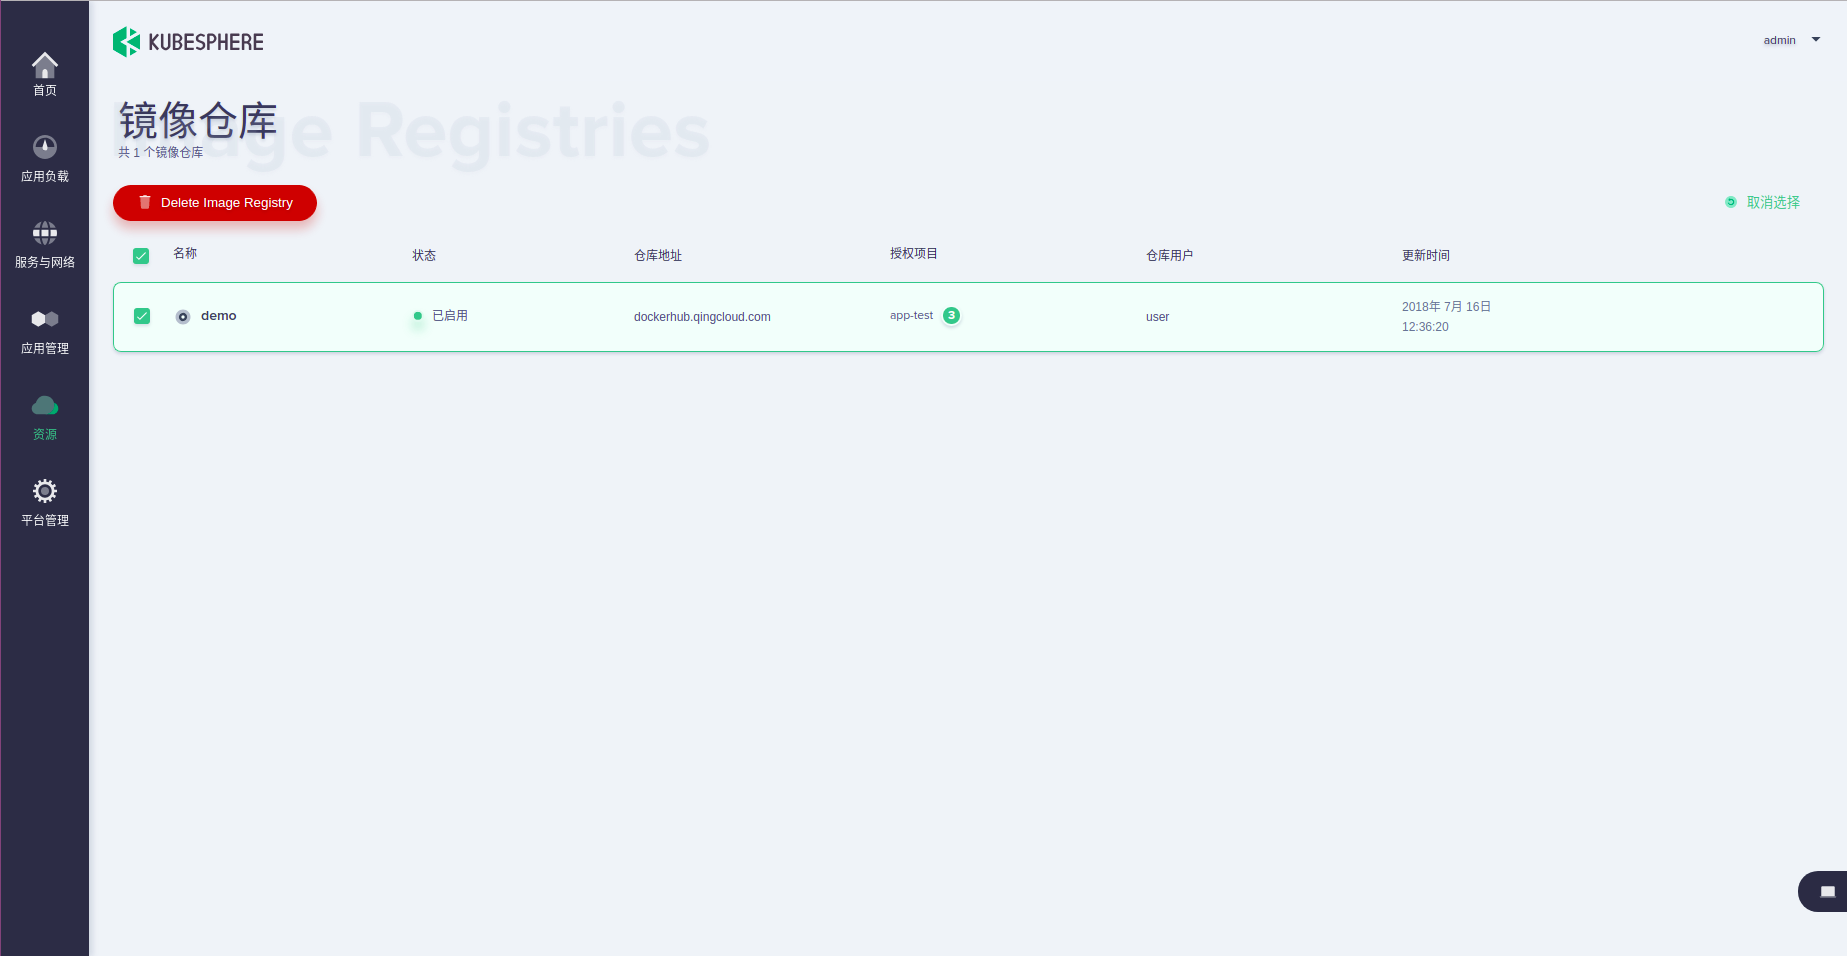 KUBESPHERE
admin
首页
应用负载
服务与网络
应用管理
资源
平台管理
Image Registries
镜像仓库
共 1 个镜像仓库
Delete Image Registry
取消选择
名称 状态 仓库地址 授权项目 仓库用户 更新时间
demo 已启用 dockerhub.qingcloud.com app-test 3 user 2018年 7月 16日
12:36:20